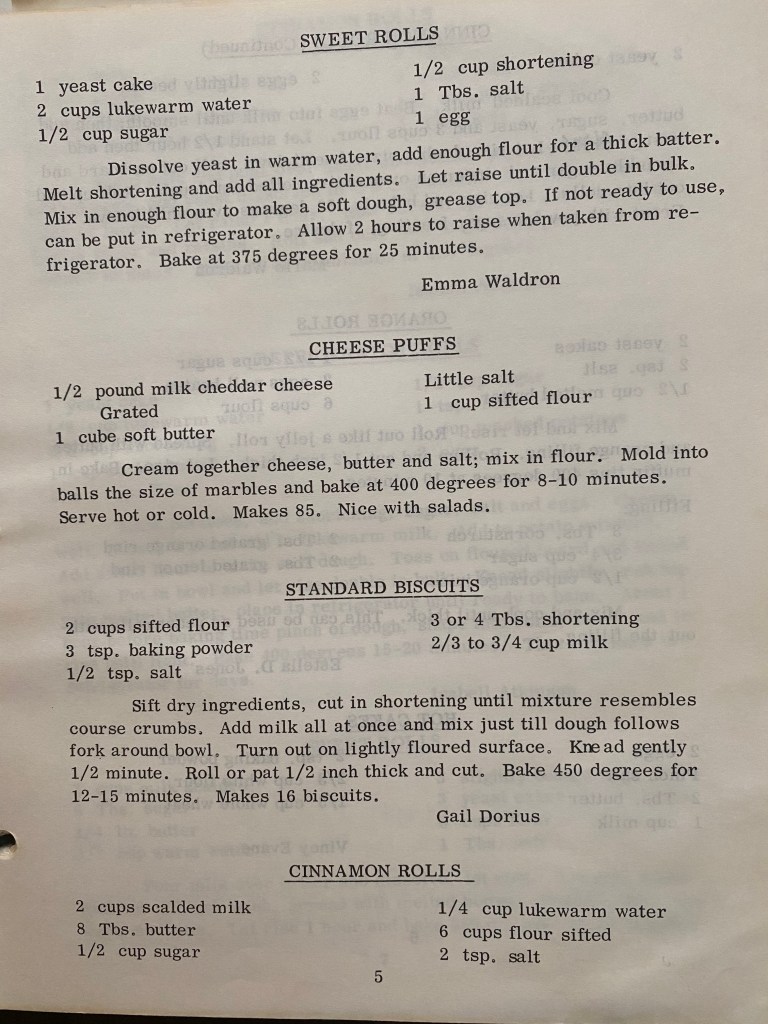 SWEET ROLLS
1 yeast cake
2 cups lukewarm water
1/2 cup sugar
1/2 cup shortening
1 Tbs. salt
1 egg
Dissolve yeast in warm water, add enough flour for a thick batter.
Melt shortening and add all ingredients. Let raise until double in bulk.
Mix in enough flour to make a soft dough, grease top. If not ready to use,
can be put in refrigerator. Allow 2 hours to raise when taken from re-
frigerator. Bake at 375 degrees for 25 minutes.
Emma Waldron
CHEESE PUFFS
1/2 pound milk cheddar cheese
Grated
1 cube soft butter
Little salt
1 cup sifted flour
Cream together cheese, butter and salt; mix in flour. Mold into
balls the size of marbles and bake at 400 degrees for 8-10 minutes.
Serve hot or cold. Makes 85. Nice with salads.
STANDARD BISCUITS
2 cups sifted flour
3 tsp. baking powder
1/2 tsp. salt
3 or 4 Tbs. shortening
2/3 to 3/4 cup milk
Sift dry ingredients, cut in shortening until mixture resembles
course crumbs. Add milk all at once and mix just till dough follows
fork around bowl. Turn out on lightly floured surface. Knead gently
1/2 minute. Roll or pat 1/2 inch thick and cut. Bake 450 degrees for
12-15 minutes. Makes 16 biscuits.
Gail Dorius
CINNAMON ROLLS
2 cups scalded milk
8 Tbs. butter
1/2 cup sugar
1/4 cup lukewarm water
6 cups flour sifted
2 tsp. salt
5